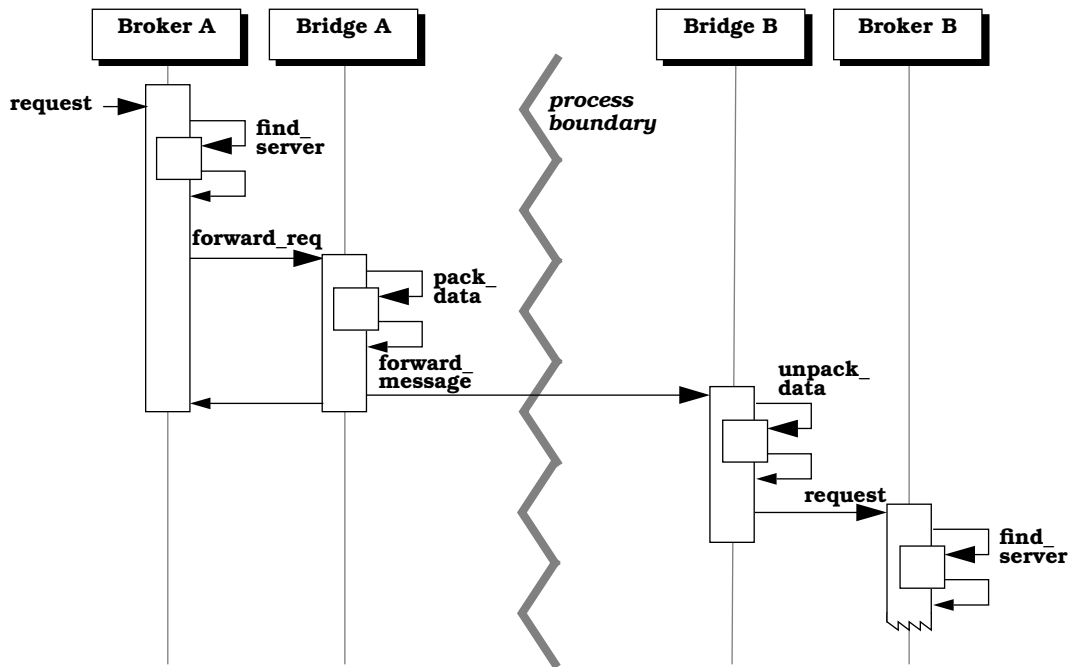 Broker A
Bridge A
Bridge B
Broker B
request
process
boundary
find_
server
forward_req
pack_
data
forward_
message
unpack_
data
request
find_
server